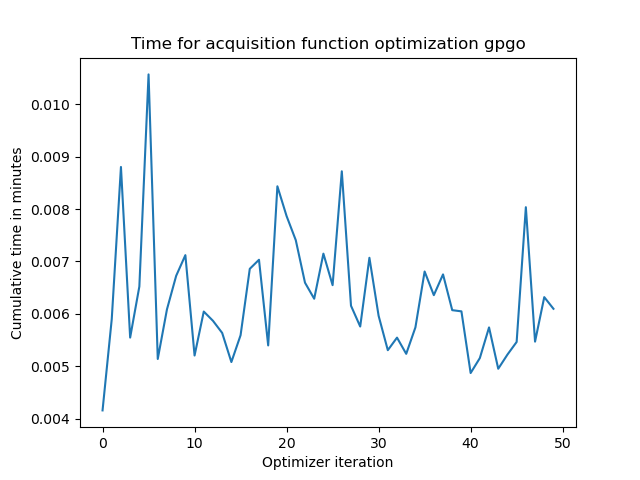 Time for acquisition function optimization gpgo
Cumulative time in minutes
0.010
0.009
0.008
0.007
0.006
0.005
0.004
0 10 20 30 40 50
Optimizer iteration